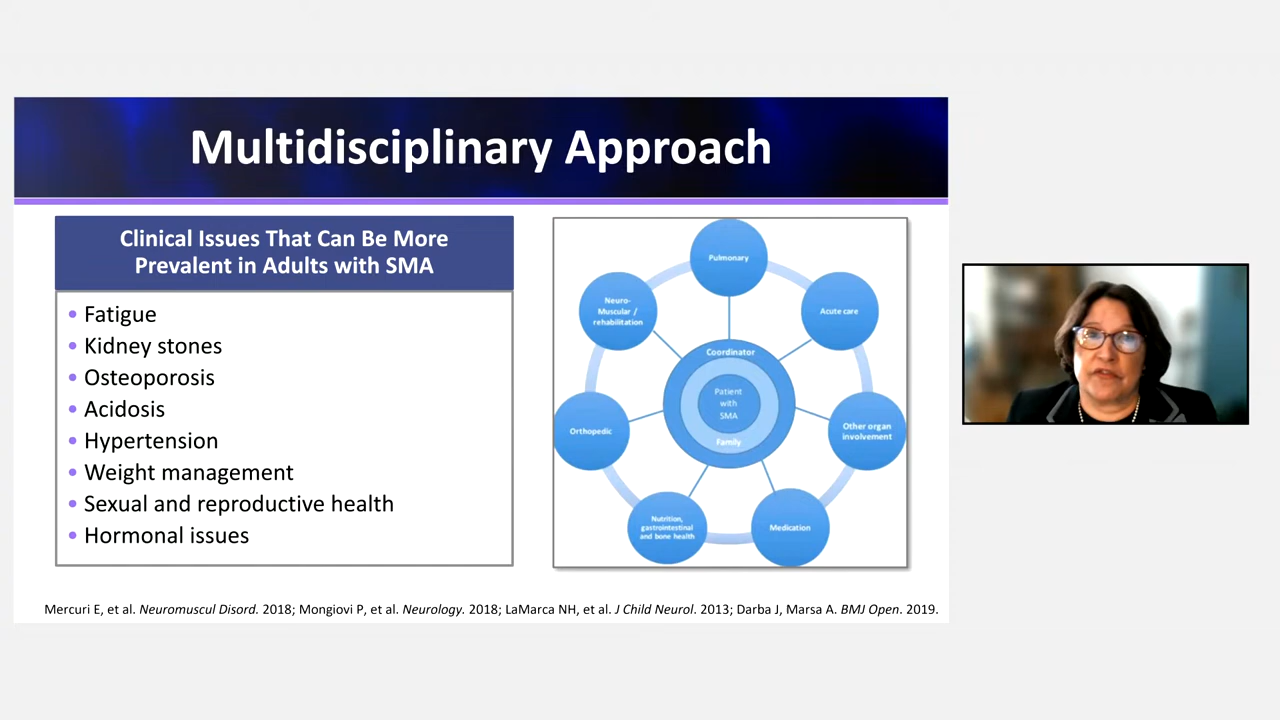 Multidisciplinary Approach
Clinical Issues That Can Be More
Prevalent in Adults with SMA
• Fatigue
• Kidney stones
• Osteoporosis
• Acidosis
• Hypertension
• Weight management
• Sexual and reproductive health
• Hormonal issues
Pulmonary
Acute care
Other organ
involvement
Medication
Nutrition,
gastrointestinal
and bone health
Orthopedic
Neuro-
Muscular /
rehabilitation
Coordinator
Patient
with
SMA
Family
Mercuri E, et al. Neuromuscul Disord. 2018; Mongiovi P, et al. Neurology. 2018; LaMarca NH, et al. J Child Neurol. 2013; Darba J, Marsa A. BMJ Open. 2019.